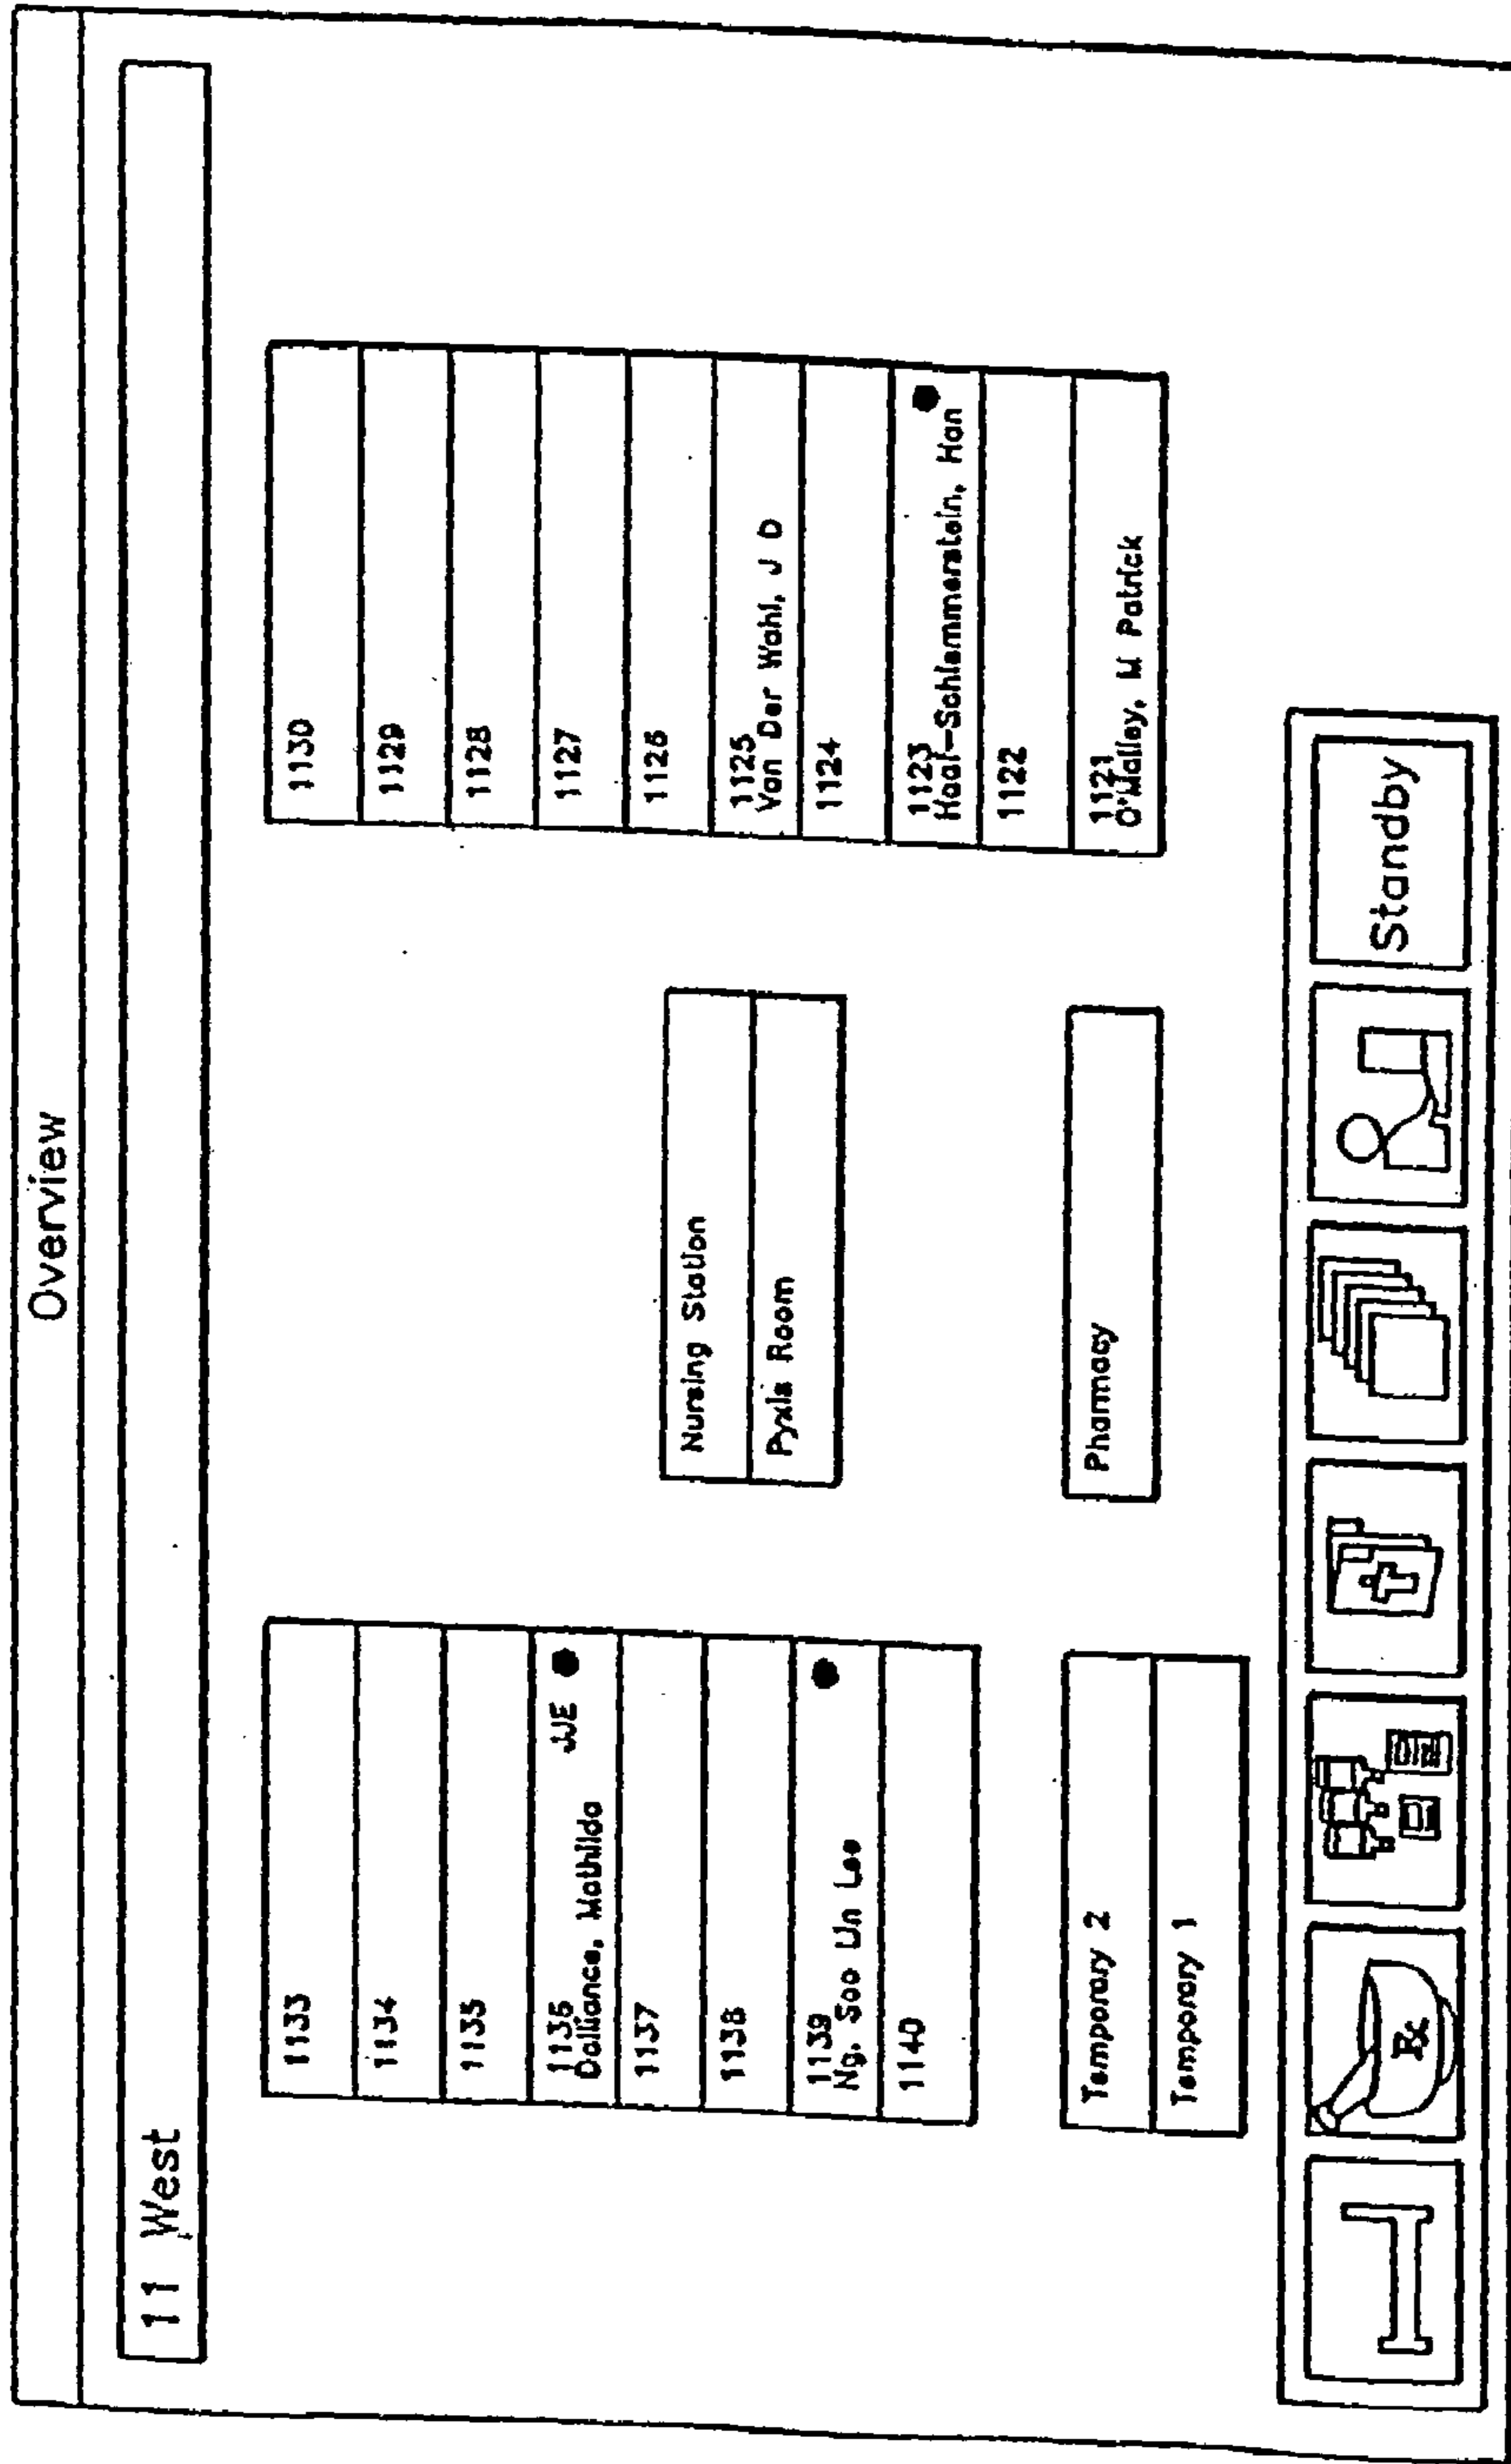 Overview
11 West
1133
1134
1135
1136
Dalliance, Mathilda JJE
1137
1138
1139
Ng, Soo Un Lee
1140
Temporary 2
Temporary 1
Nursing Station
Pyxis Room
Pharmacy
1130
1129
1128
1127
1126
1125
Van Der Wahl, J D
1124
1123
Haal-Schlemmerstein, Han
1122
1121
O'Malley, M Patrick
Rx
Standby